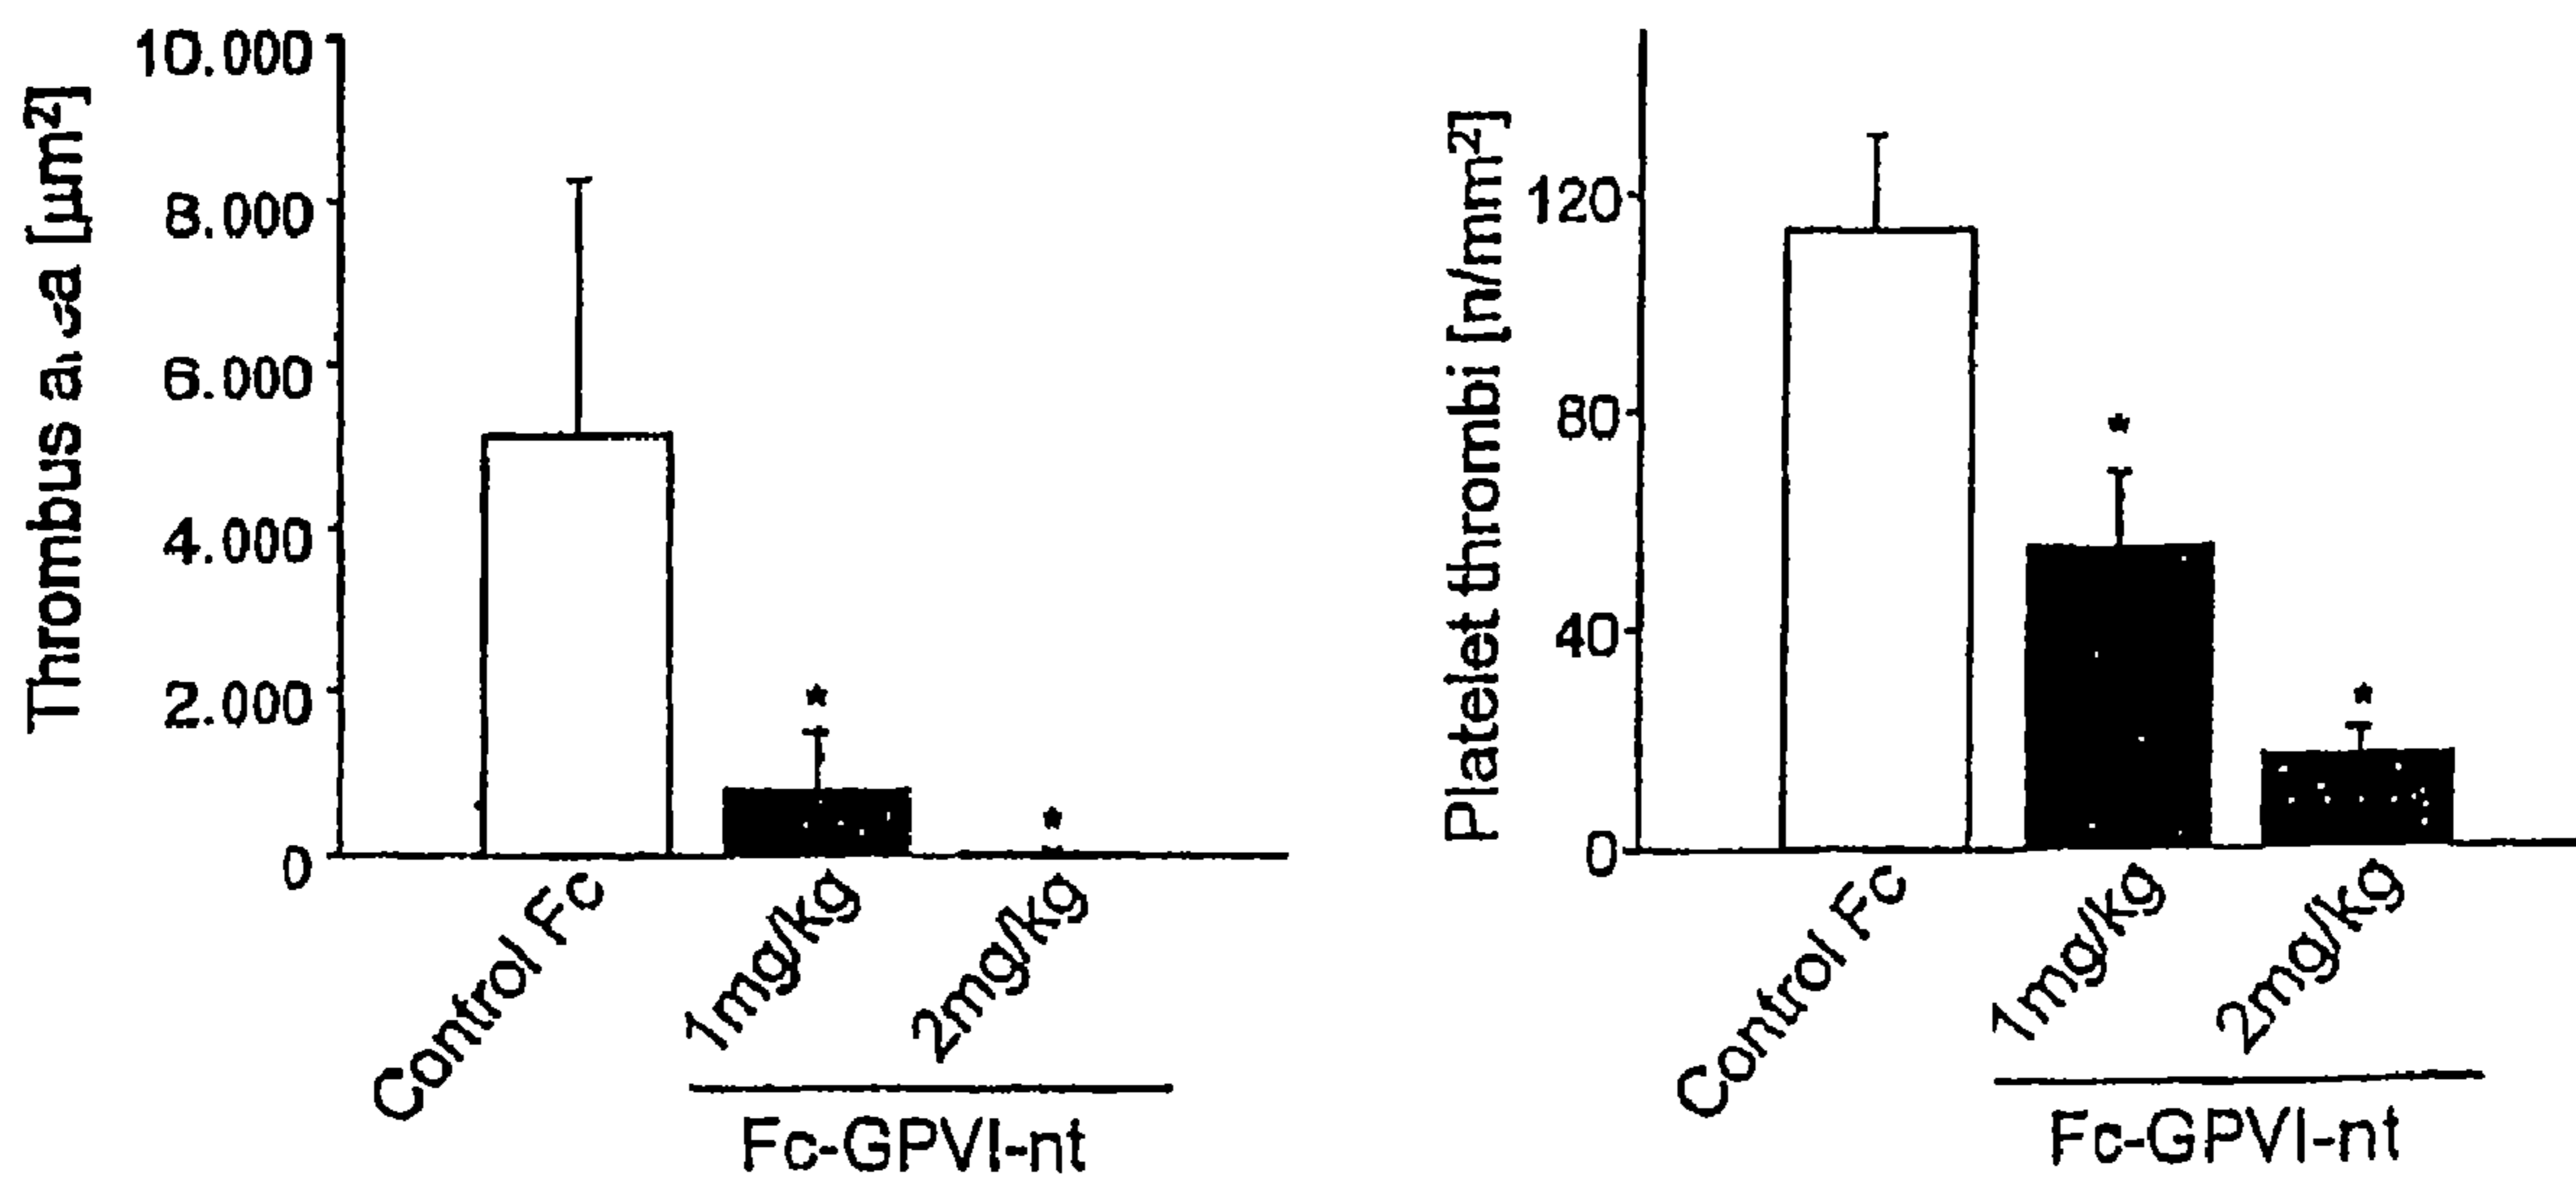 Thrombus area [µm²]
10.000
8.000
6.000
4.000
2.000
0
Control Fc
1mg/kg
2mg/kg
*
*
Fc-GPVI-nt
Platelet thrombi [n/mm²]
120
80
40
0
Control Fc
1mg/kg
2mg/kg
*
*
Fc-GPVI-nt